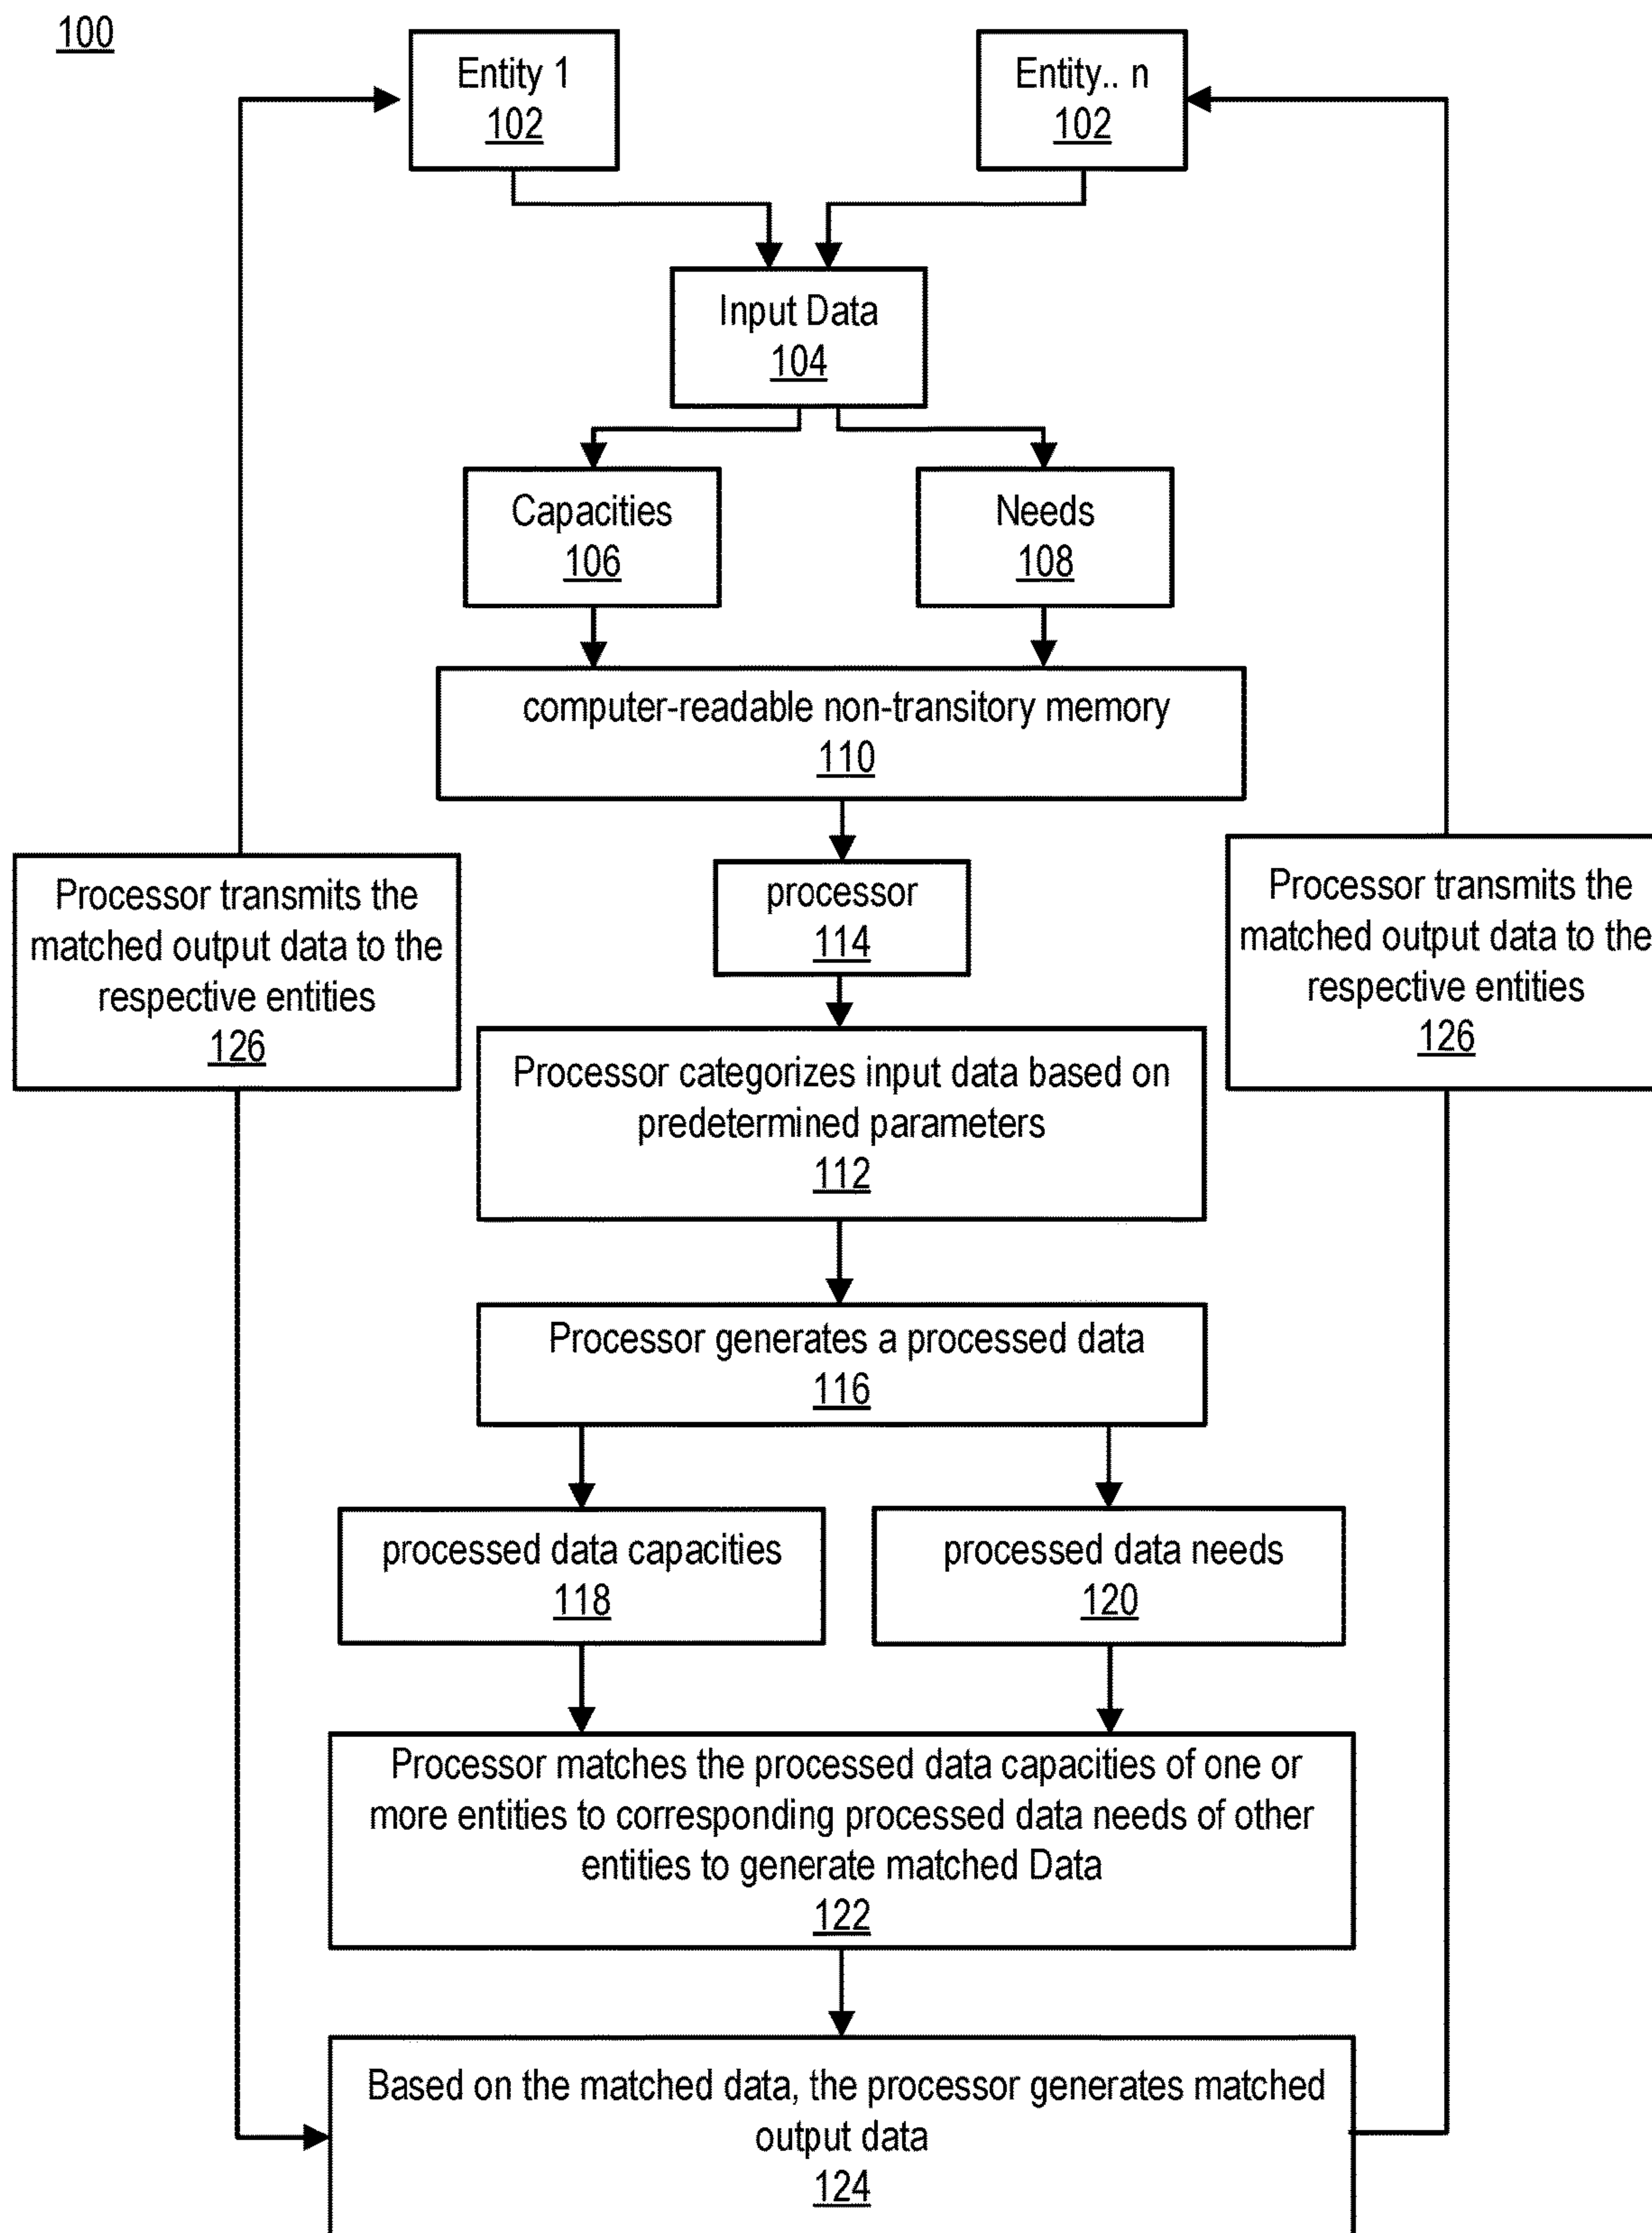 100
Entity 1
102
Entity.. n
102
Input Data
104
Capacities
106
Needs
108
computer-readable non-transitory memory
110
processor
114
Processor transmits the
matched output data to the
respective entities
126
Processor transmits the
matched output data to the
respective entities
126
Processor categorizes input data based on
predetermined parameters
112
Processor generates a processed data
116
processed data capacities
118
processed data needs
120
Processor matches the processed data capacities of one or
more entities to corresponding processed data needs of other
entities to generate matched Data
122
Based on the matched data, the processor generates matched
output data
124